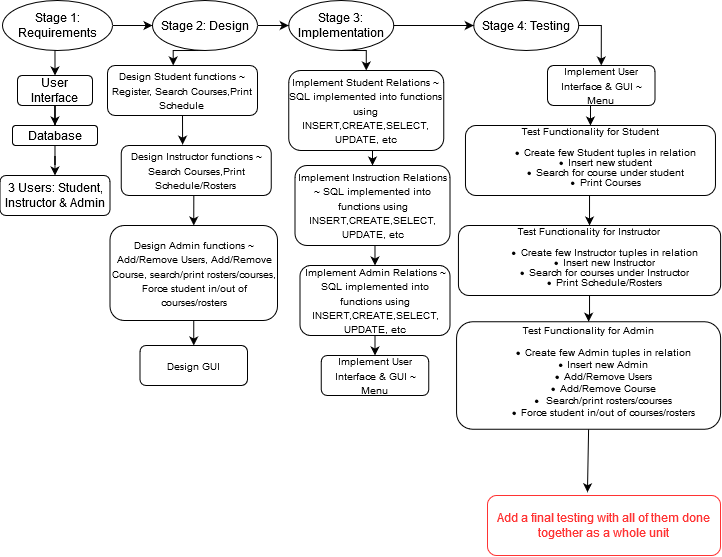 Stage 1:
Requirements
Stage 2: Design
Stage 3:
Implementation
Stage 4: Testing
User
Interface
Database
3 Users: Student,
Instructor & Admin
Design Student functions ~
Register, Search Courses,Print
Schedule
Design Instructor functions ~
Search Courses,Print
Schedule/Rosters
Design Admin functions ~
Add/Remove Users, Add/Remove
Course, search/print rosters/courses,
Force student in/out of
courses/rosters
Design GUI
Implement Student Relations ~
SQL implemented into functions
using
INSERT,CREATE,SELECT,
UPDATE, etc
Implement Instruction Relations
~ SQL implemented into
functions using
INSERT,CREATE,SELECT,
UPDATE, etc
Implement Admin Relations ~
SQL implemented into
functions using
INSERT,CREATE,SELECT,
UPDATE, etc
Implement User
Interface & GUI ~
Menu
Implement User
Interface & GUI ~
Menu
Test Functionality for Student
• Create few Student tuples in relation
• Insert new student
• Search for course under student
• Print Courses
Test Functionality for Instructor
• Create few Instructor tuples in relation
• Insert new Instructor
• Search for courses under Instructor
• Print Schedule/Rosters
Test Functionality for Admin
• Create few Admin tuples in relation
• Insert new Admin
• Add/Remove Users
• Add/Remove Course
• Search/print rosters/courses
• Force student in/out of courses/rosters
Add a final testing with all of them done
together as a whole unit